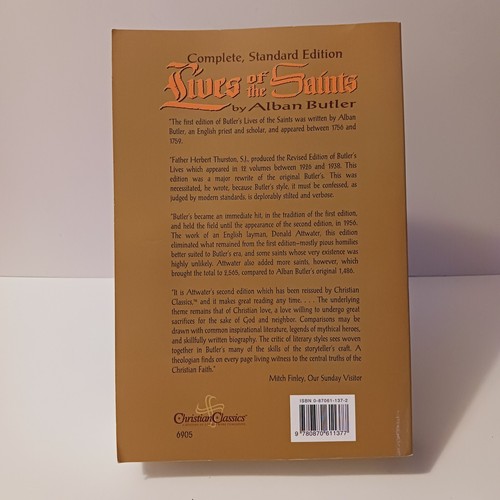 Complete, Standard Edition
Lives of the Saints
by Alban Butler
"The first edition of Butler's Lives of the Saints was written by Alban
Butler, an English priest and scholar, and appeared between 1756 and
1759.
"Father Herbert Thurston, S.J., produced the Revised Edition of Butler's
Lives which appeared in 12 volumes between 1926 and 1938. This
edition was a major rewrite of the original Butler's. This was
necessitated, he wrote, because Butler's style, it must be confessed, as
judged by modern standards, is deplorably stilted and verbose.
"Butler's became an immediate hit, in the tradition of the first edition,
and held the field until the appearance of the second edition, in 1956.
The work of an English layman, Donald Attwater, this edition
eliminated what remained from the first edition—mostly pious homilies
better suited to Butler's era, and some saints whose very existence was
highly unlikely. Attwater also added more saints, however, which
brought the total to 2,565, compared to Alban Butler's original 1,486.
"It is Attwater's second edition which has been reissued by Christian
Classics,™ and it makes great reading any time. . . . The underlying
theme remains that of Christian love, a love willing to undergo great
sacrifices for the sake of God and neighbor. Comparisons may be
drawn with common inspirational literature, legends of mythical heroes,
and skillfully written biography. The critic of literary styles sees woven
together in Butler's many of the skills of the storyteller's craft. A
theologian finds on every page living witness to the central truths of the
Christian Faith."
Mitch Finley, Our Sunday Visitor
ISBN 0-87061-137-2
9 780870 611377
Christian Classics
6905